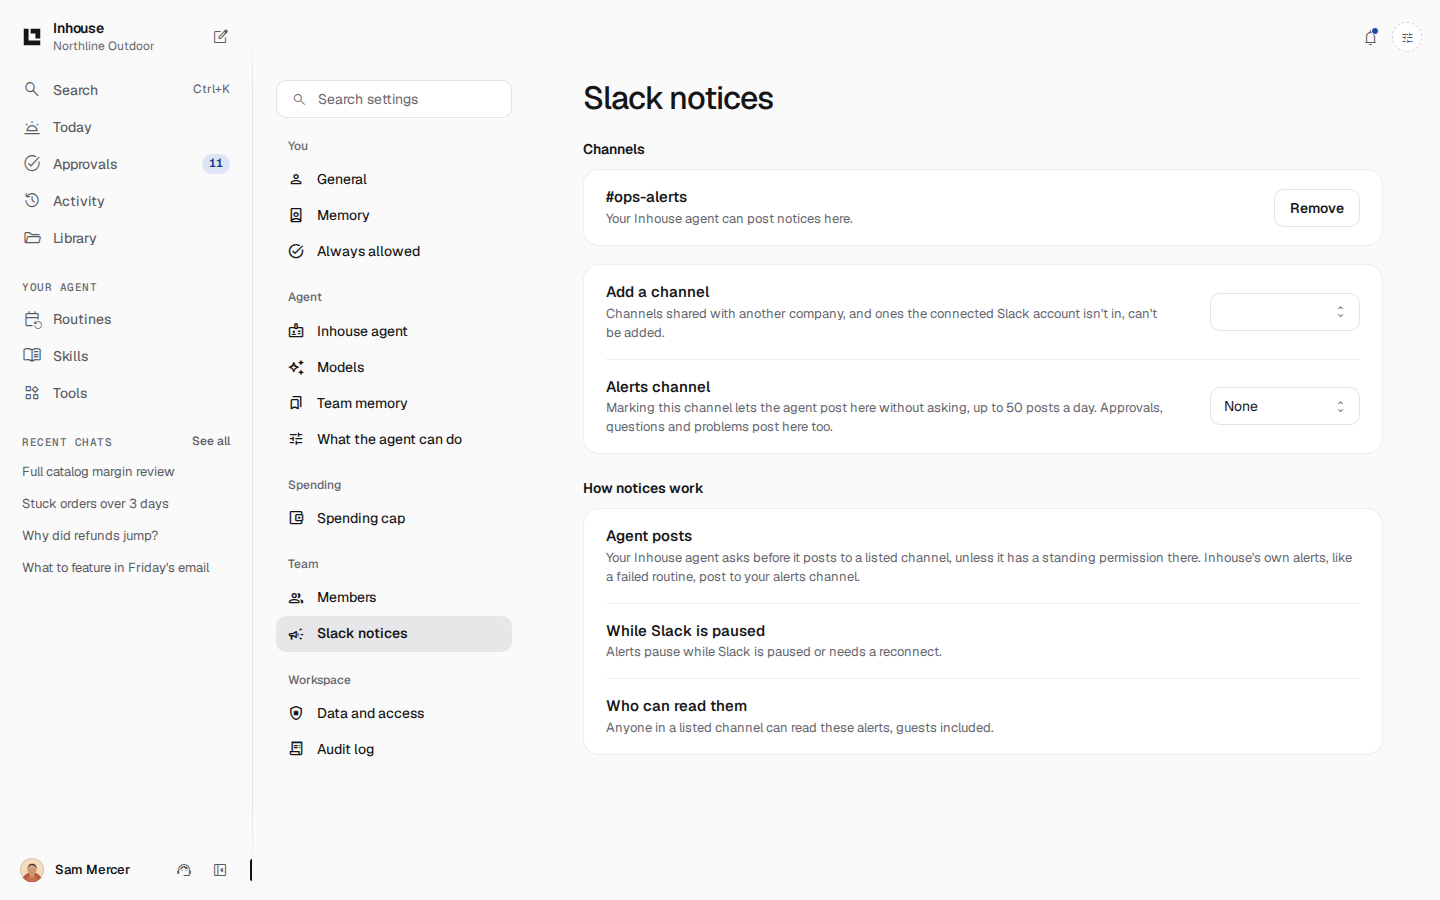 Inhouse
Northline Outdoor
Search
Ctrl+K
Today
Approvals
11
Activity
Library
YOUR AGENT
Routines
Skills
Tools
RECENT CHATS
See all
Full catalog margin review
Stuck orders over 3 days
Why did refunds jump?
What to feature in Friday's email
Sam Mercer
Search settings
You
General
Memory
Always allowed
Agent
Inhouse agent
Models
Team memory
What the agent can do
Spending
Spending cap
Team
Members
Slack notices
Workspace
Data and access
Audit log
Slack notices
Channels
#ops-alerts
Your Inhouse agent can post notices here.
Remove
Add a channel
Channels shared with another company, and ones the connected Slack account isn't in, can't
be added.
Alerts channel
Marking this channel lets the agent post here without asking, up to 50 posts a day. Approvals,
questions and problems post here too.
None
How notices work
Agent posts
Your Inhouse agent asks before it posts to a listed channel, unless it has a standing permission there. Inhouse's own alerts, like
a failed routine, post to your alerts channel.
While Slack is paused
Alerts pause while Slack is paused or needs a reconnect.
Who can read them
Anyone in a listed channel can read these alerts, guests included.